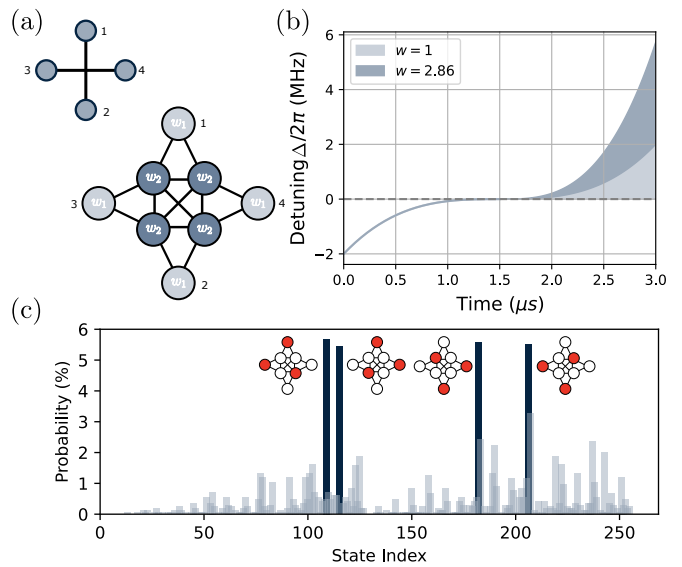 (a)
1
3
4
2
w₁
1
w₂
w₂
3
w₁
w₁
4
w₂
w₂
w₁
2
(b)
w = 1
w = 2.86
Detuning Δ/2π (MHz)
6
4
2
0
−2
0.0 0.5 1.0 1.5 2.0 2.5 3.0
Time (μs)
(c)
Probability (%)
6
5
4
3
2
1
0
0 50 100 150 200 250
State Index